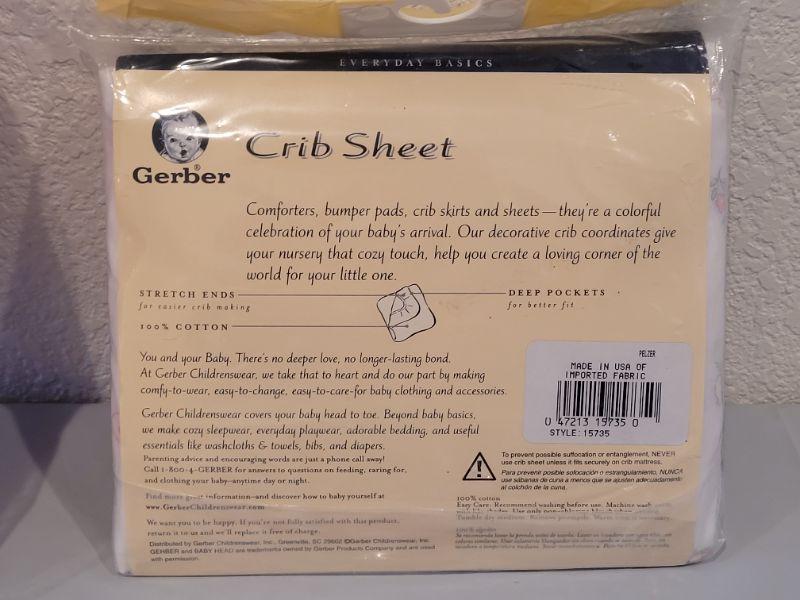 EVERYDAY BASICS
Gerber®
Crib Sheet
Comforters, bumper pads, crib skirts and sheets—they're a colorful
celebration of your baby's arrival. Our decorative crib coordinates give
your nursery that cozy touch, help you create a loving corner of the
world for your little one.
STRETCH ENDS
for easier crib making
100% COTTON
DEEP POCKETS
for better fit
You and your Baby. There's no deeper love, no longer-lasting bond.
At Gerber Childrenswear, we take that to heart and do our part by making
comfy-to-wear, easy-to-change, easy-to-care-for baby clothing and accessories.
Gerber Childrenswear covers your baby head to toe. Beyond baby basics,
we make cozy sleepwear, everyday playwear, adorable bedding, and useful
essentials like washcloths & towels, bibs, and diapers.
Parenting advice and encouraging words are just a phone call away!
Call 1-800-4-GERBER for answers to questions on feeding, caring for,
and clothing your baby—anytime day or night.
Find more great information—and discover how to baby yourself at
www.GerberChildrenswear.com
We want you to be happy. If you're not fully satisfied with this product,
return it to us and we'll replace it free of charge.
Distributed by Gerber Childrenswear, Inc., Greenville, SC 29602 ©Gerber Childrenswear, Inc.
GERBER and BABY HEAD are trademarks owned by Gerber Products Company and are used
with permission.
PELZER
MADE IN USA OF
IMPORTED FABRIC
0 47213 15735 0
STYLE: 15735
To prevent possible suffocation or entanglement, NEVER
use crib sheet unless it fits securely on crib mattress.
Para prevenir posible sofocación o estrangulamiento, NUNCA
use sábanas de cuna a menos que se ajusten adecuadamente
al colchón de la cuna.
100% cotton
Easy Care: Recommend washing before use. Machine wash
Tumble dry medium. Remove promptly.